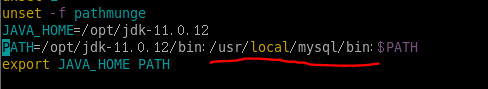 unset -f pathmunge
JAVA_HOME=/opt/jdk-11.0.12
PATH=/opt/jdk-11.0.12/bin:/usr/local/mysql/bin:$PATH
export JAVA_HOME PATH